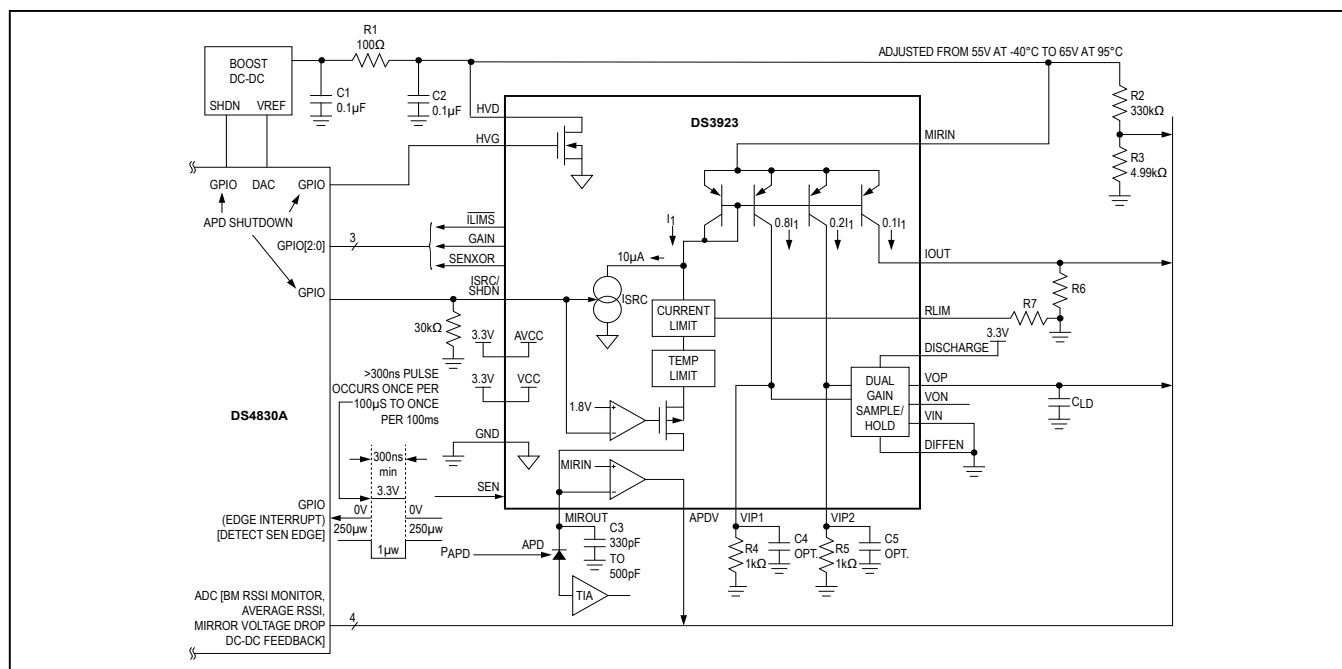 R1
100Ω
BOOST
DC-DC
SHDN
VREF
C1
0.1µF
C2
0.1µF
ADJUSTED FROM 55V AT -40°C TO 65V AT 95°C
R2
330kΩ
R3
4.99kΩ
HVD
HVG
DS3923
MIRIN
GPIO
DAC
GPIO
APD SHUTDOWN
GPIO[2:0]
3
GPIO
ILIMS
GAIN
SENXOR
ISRC/
SHDN
30kΩ
I1
0.8I1
0.2I1
0.1I1
10µA
ISRC
CURRENT
LIMIT
TEMP
LIMIT
IOUT
R6
RLIM
R7
DISCHARGE
3.3V
3.3V
AVCC
3.3V
VCC
1.8V
DUAL
GAIN
SAMPLE/
HOLD
VOP
VON
VIN
DIFFEN
CLD
>300ns PULSE
OCCURS ONCE PER
100µS TO ONCE
PER 100ms
DS4830A
GND
300ns
min
3.3V
SEN
MIRIN
GPIO
(EDGE INTERRUPT)
[DETECT SEN EDGE]
0V
0V
250µw
250µw
1µw
MIROUT
APDV
VIP1
VIP2
C3
330pF
TO
500pF
PAPD
APD
TIA
R4
1kΩ
C4
OPT.
R5
1kΩ
C5
OPT.
ADC [BM RSSI MONITOR,
AVERAGE RSSI,
MIRROR VOLTAGE DROP
DC-DC FEEDBACK]
4